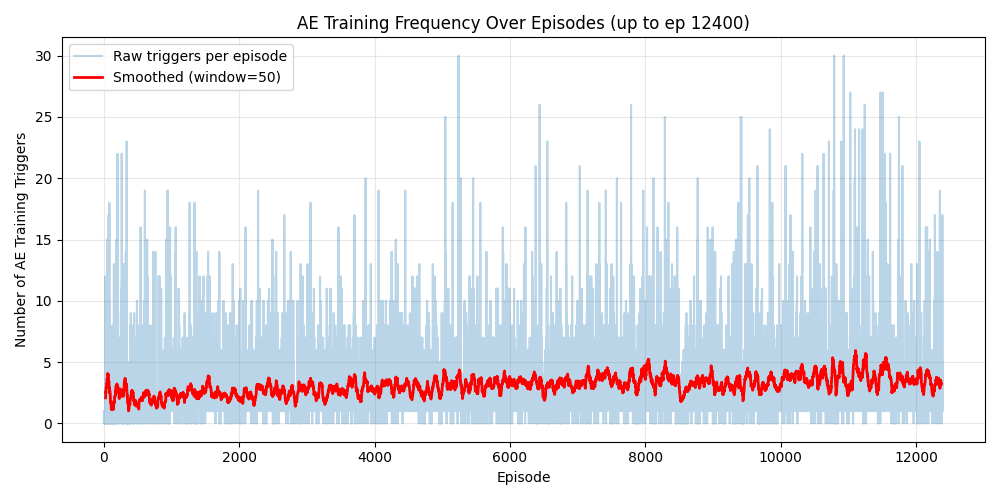 AE Training Frequency Over Episodes (up to ep 12400)
Raw triggers per episode
Smoothed (window=50)
Number of AE Training Triggers
30
25
20
15
10
5
0
0 2000 4000 6000 8000 10000 12000
Episode